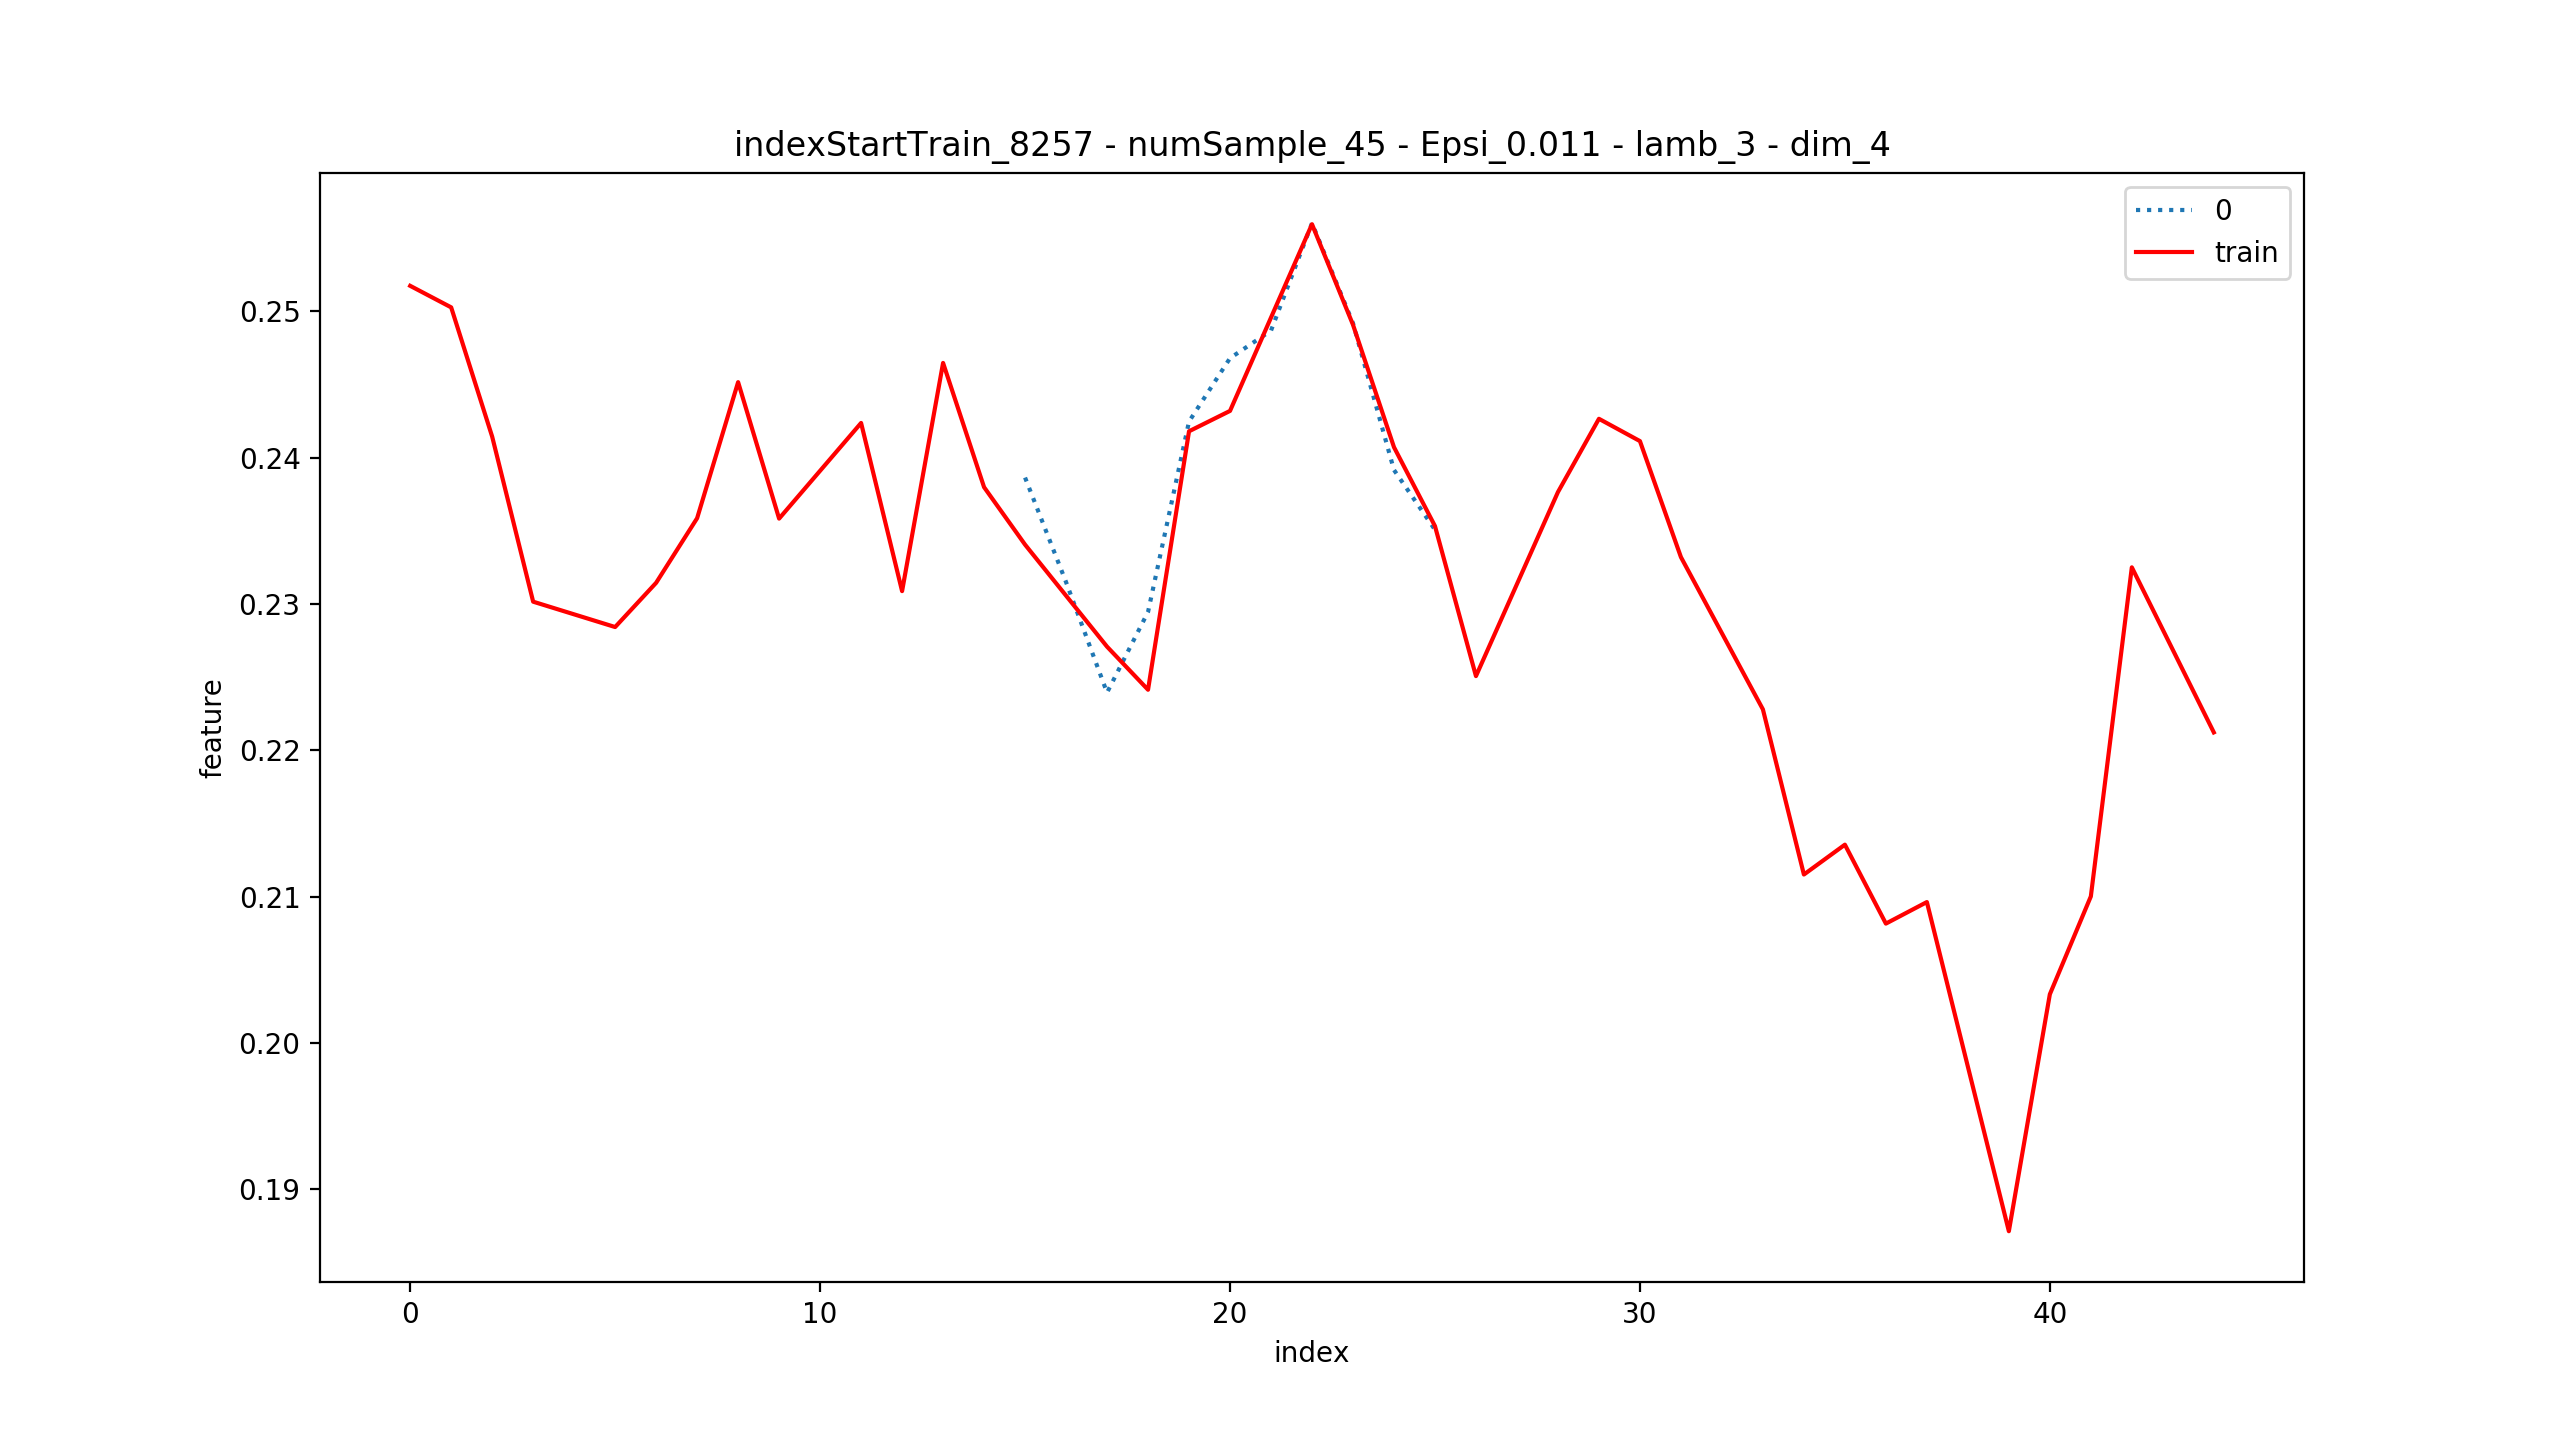 indexStartTrain_8257 - numSample_45 - Epsi_0.011 - lamb_3 - dim_4
0
train
0.25
0.24
0.23
0.22
0.21
0.20
0.19
feature
0 10 20 30 40
index